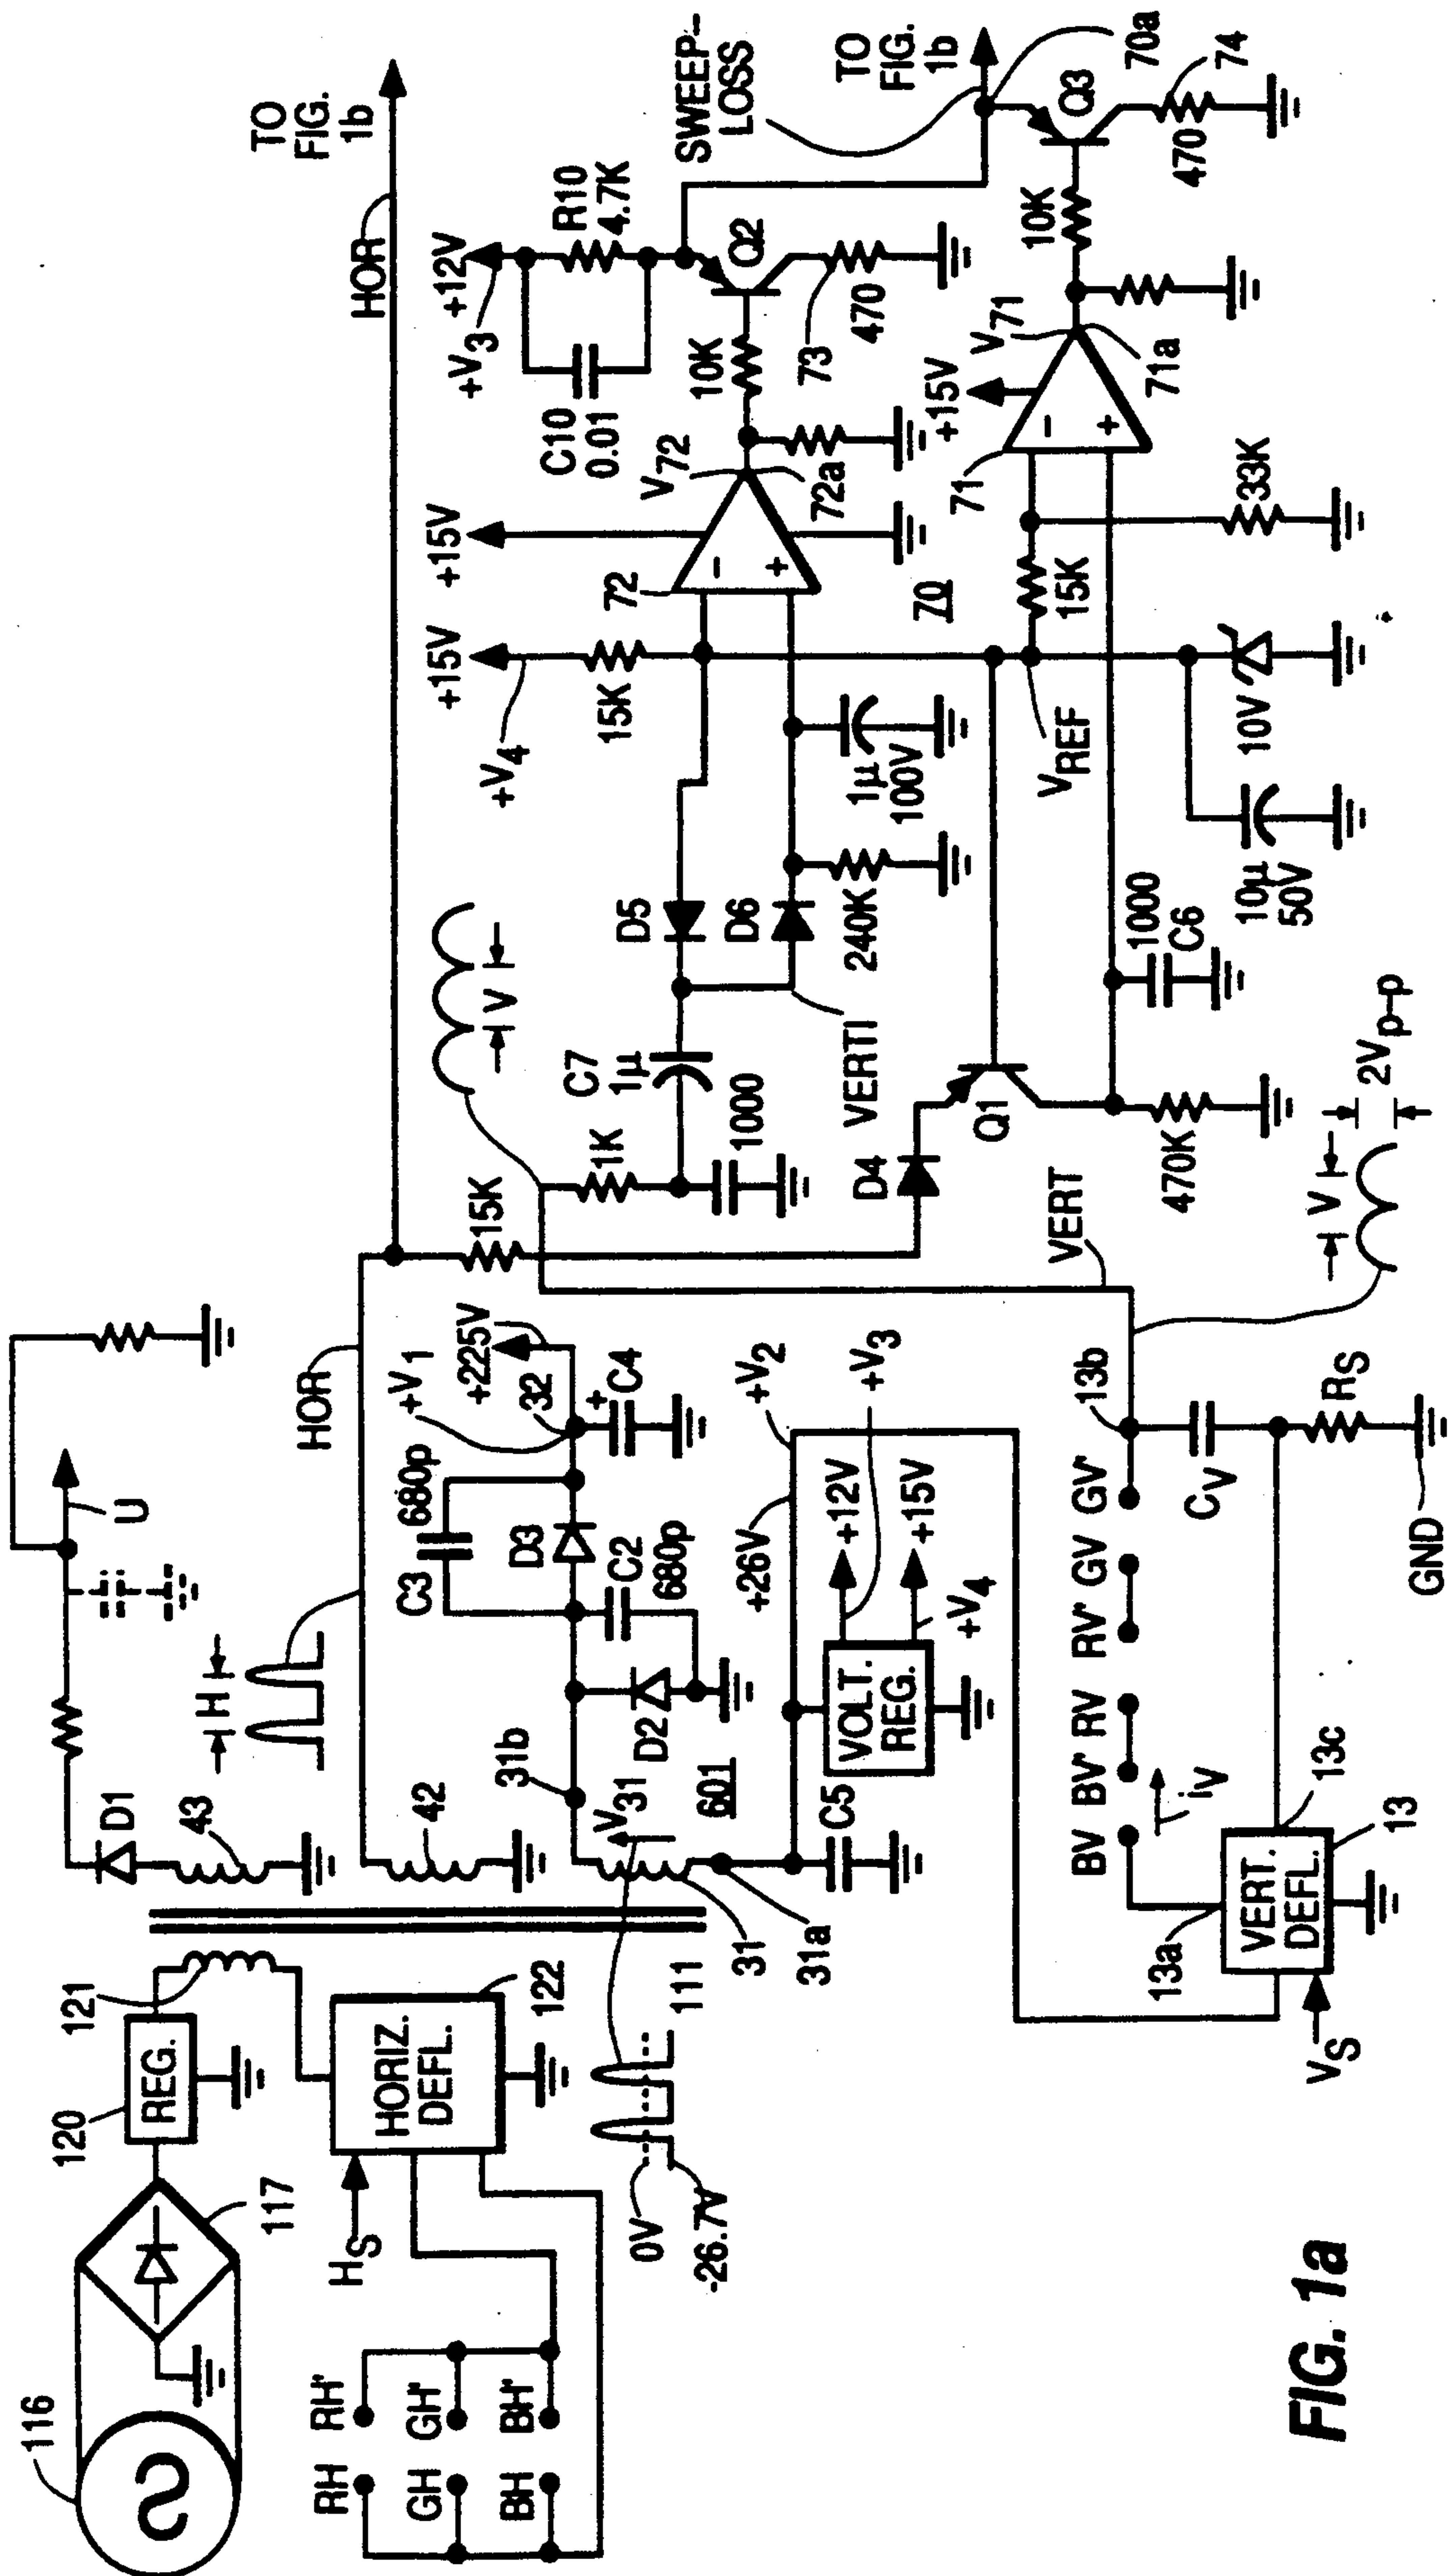 116
117
120
REG.
121
HORIZ.
DEFL.
122
HS
RH
RH'
GH
GH'
BH
BH'
0V
-26.7V
111
D1
43
U
H
HOR
42
31b
V31
31
31a
601
C3
680p
D3
D2
C2
680p
+V1
+225V
32
+
C4
C5
+26V
+V2
VOLT.
REG.
+12V
+V3
+15V
+V4
BV
BV'
RV
RV'
GV
GV'
iV
13a
13b
13c
13
VERT.
DEFL.
VS
CV
RS
GND
VERT
V
2Vp-p
HOR
TO
FIG.
1b
15K
V
1K
1000
C7
1µ
D5
D6
VERTI
240K
1µ
100V
D4
Q1
470K
1000
C6
10µ
50V
10V
VREF
+V4
+15V
15K
+15V
72
-
+
V72
72a
70
15K
33K
71
-
+
+15V
V71
71a
+12V
+V3
R10
4.7K
C10
0.01
10K
Q2
73
470
SWEEP-
LOSS
TO
FIG.
1b
70a
10K
Q3
74
470
FIG. 1a